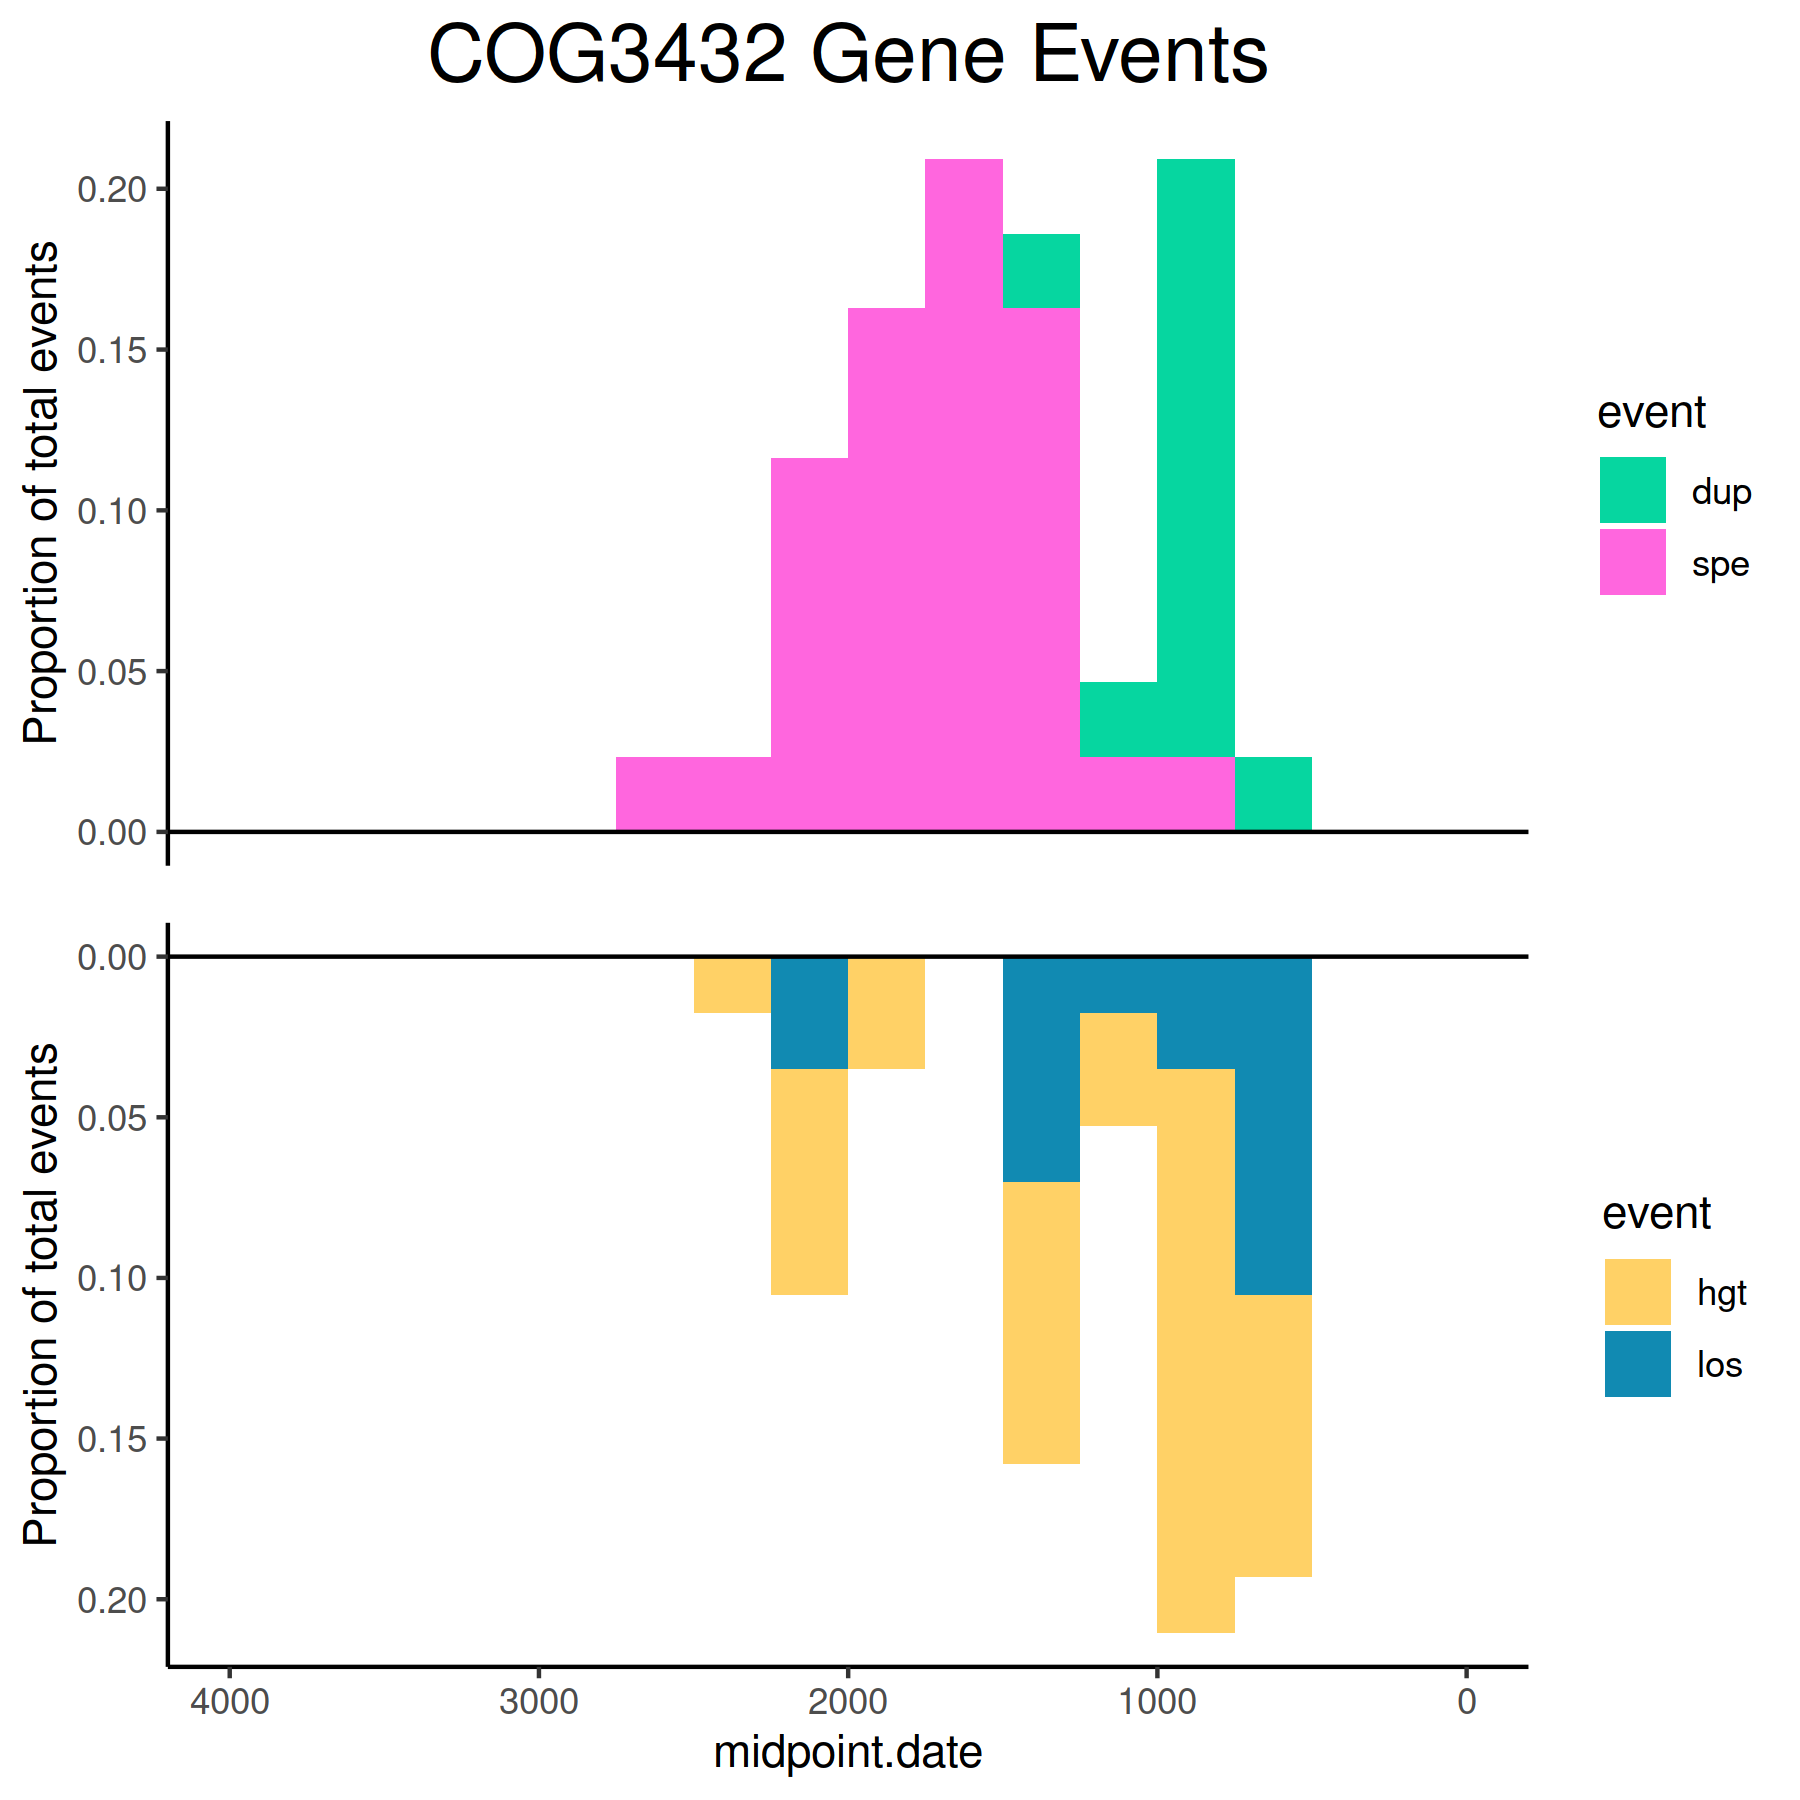 COG3432 Gene Events
Proportion of total events
0.20
0.15
0.10
0.05
0.00
event
dup
spe
Proportion of total events
0.00
0.05
0.10
0.15
0.20
event
hgt
los
4000 3000 2000 1000 0
midpoint.date